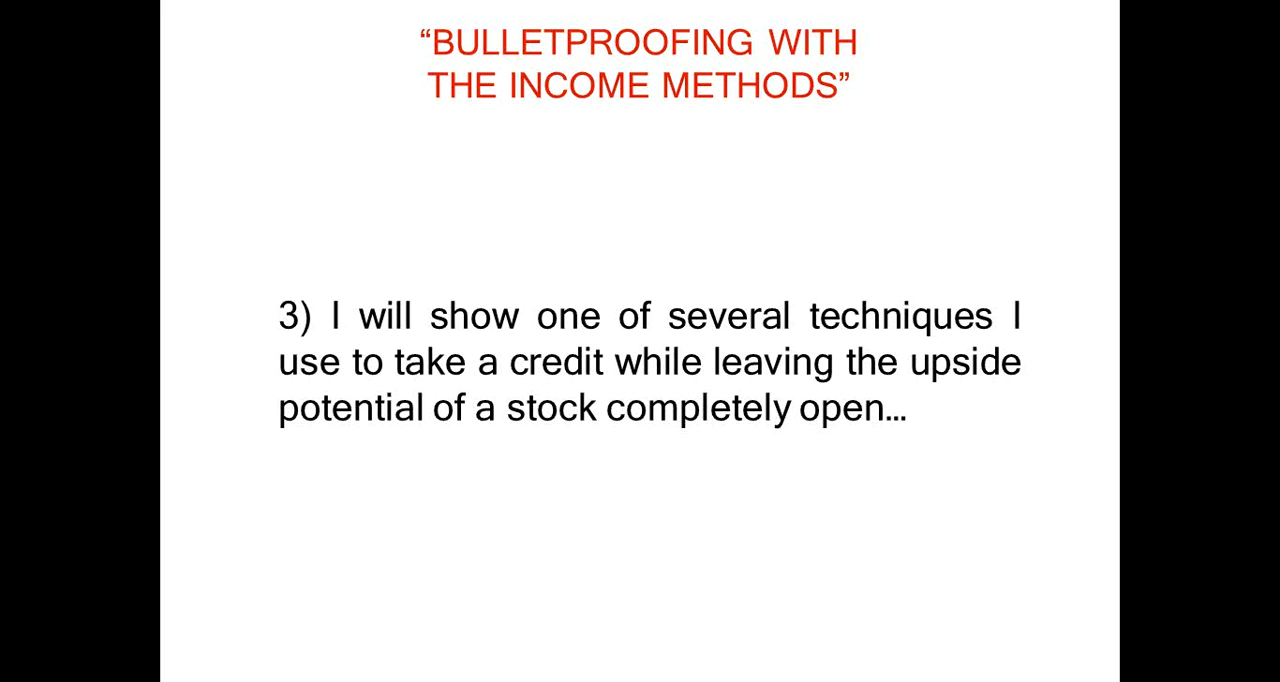 “BULLETPROOFING WITH
THE INCOME METHODS”
3) I will show one of several techniques I
use to take a credit while leaving the upside
potential of a stock completely open...